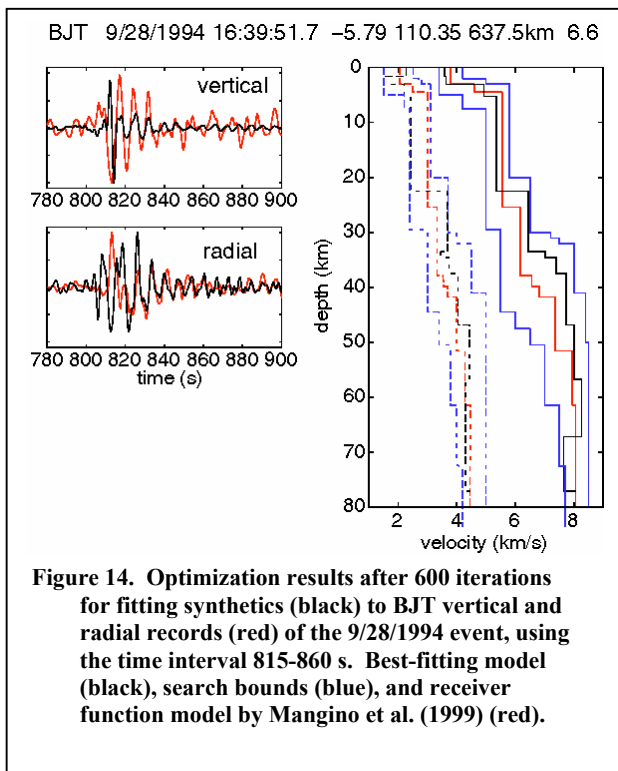 BJT 9/28/1994 16:39:51.7 −5.79 110.35 637.5km 6.6
vertical
780 800 820 840 860 880 900
radial
780 800 820 840 860 880 900
time (s)
0
10
20
30
40
50
60
70
80
depth (km)
2 4 6 8
velocity (km/s)
Figure 14. Optimization results after 600 iterations
for fitting synthetics (black) to BJT vertical and
radial records (red) of the 9/28/1994 event, using
the time interval 815-860 s. Best-fitting model
(black), search bounds (blue), and receiver
function model by Mangino et al. (1999) (red).